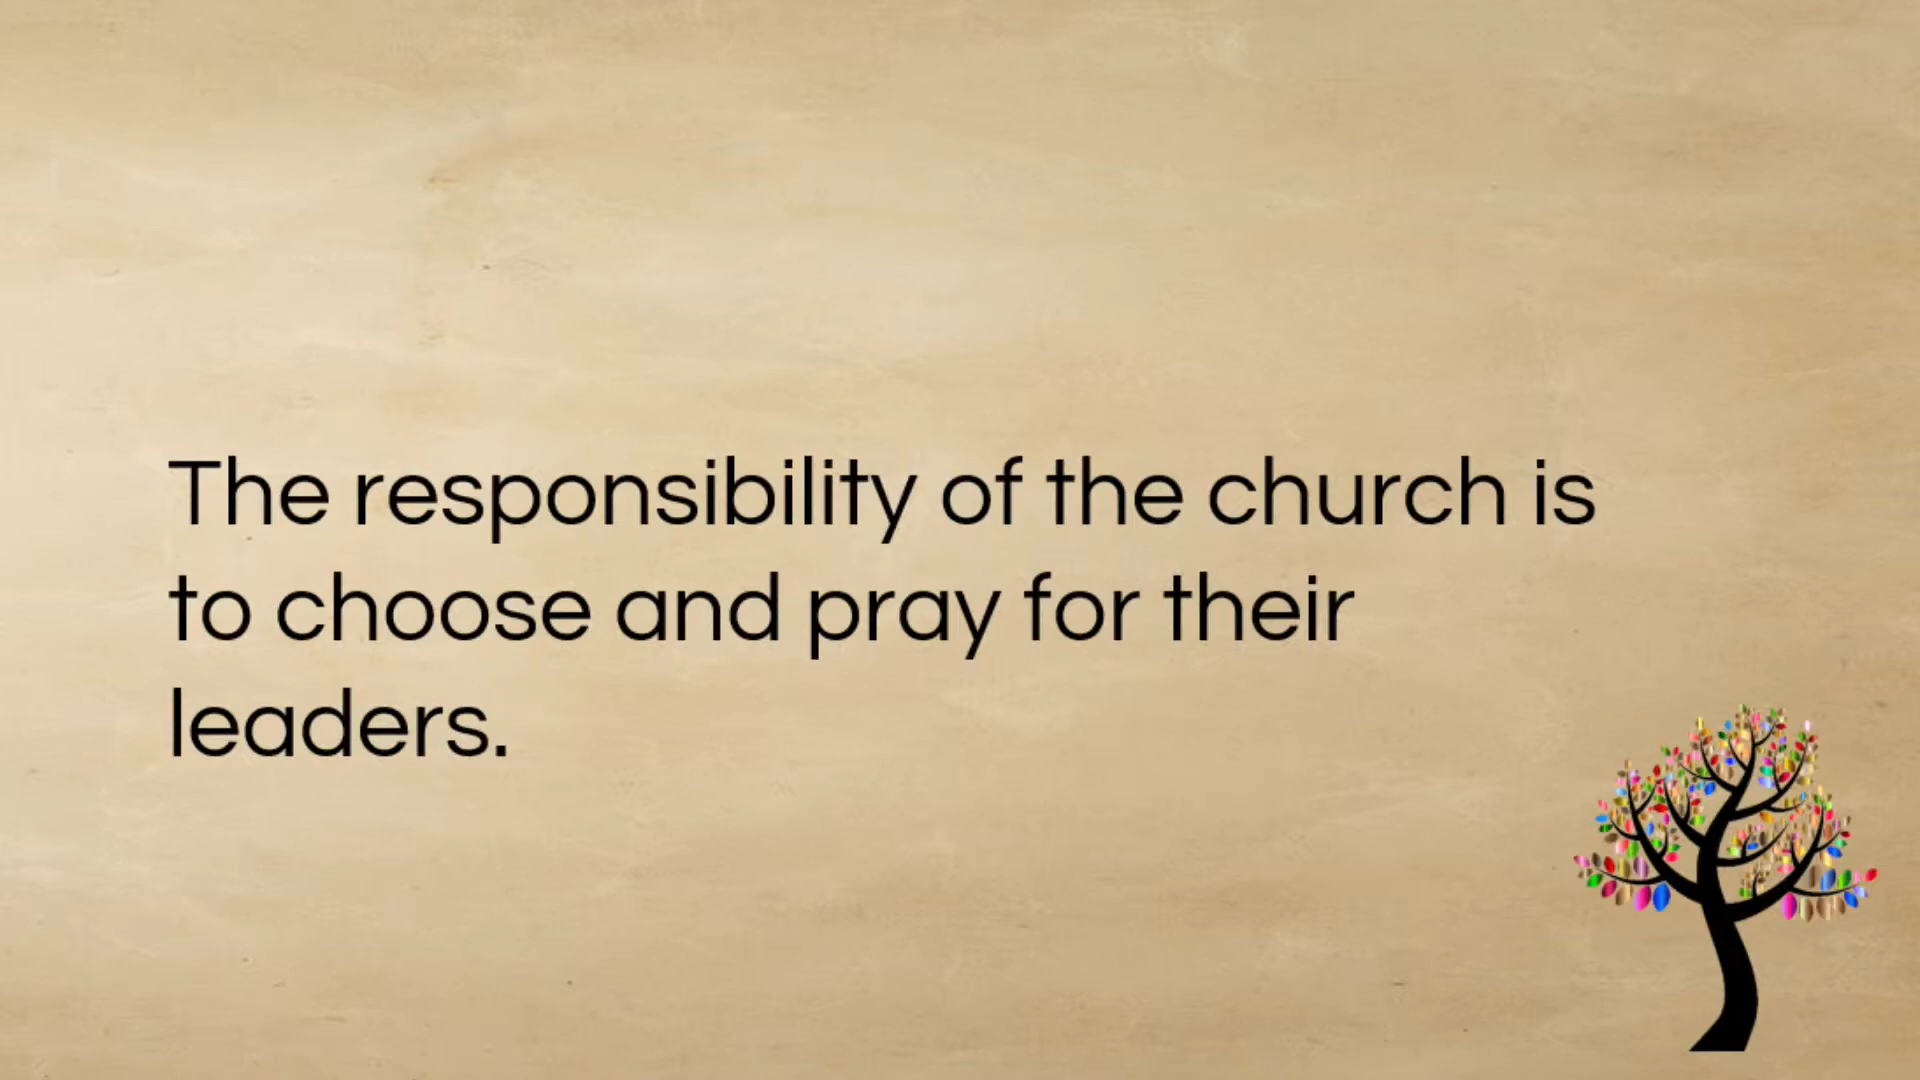 The responsibility of the church is
to choose and pray for their
leaders.